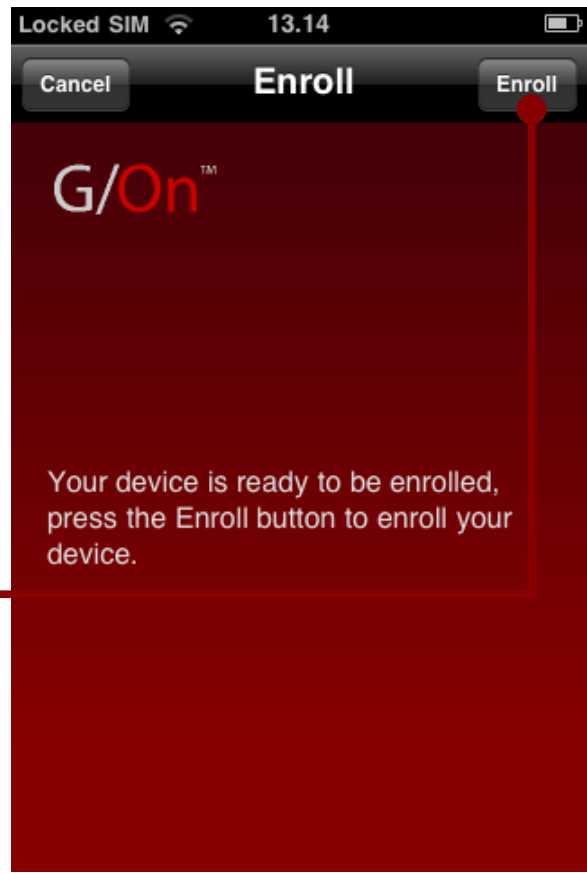 Locked SIM 13.14
Cancel Enroll Enroll
G/On™
Your device is ready to be enrolled,
press the Enroll button to enroll your
device.